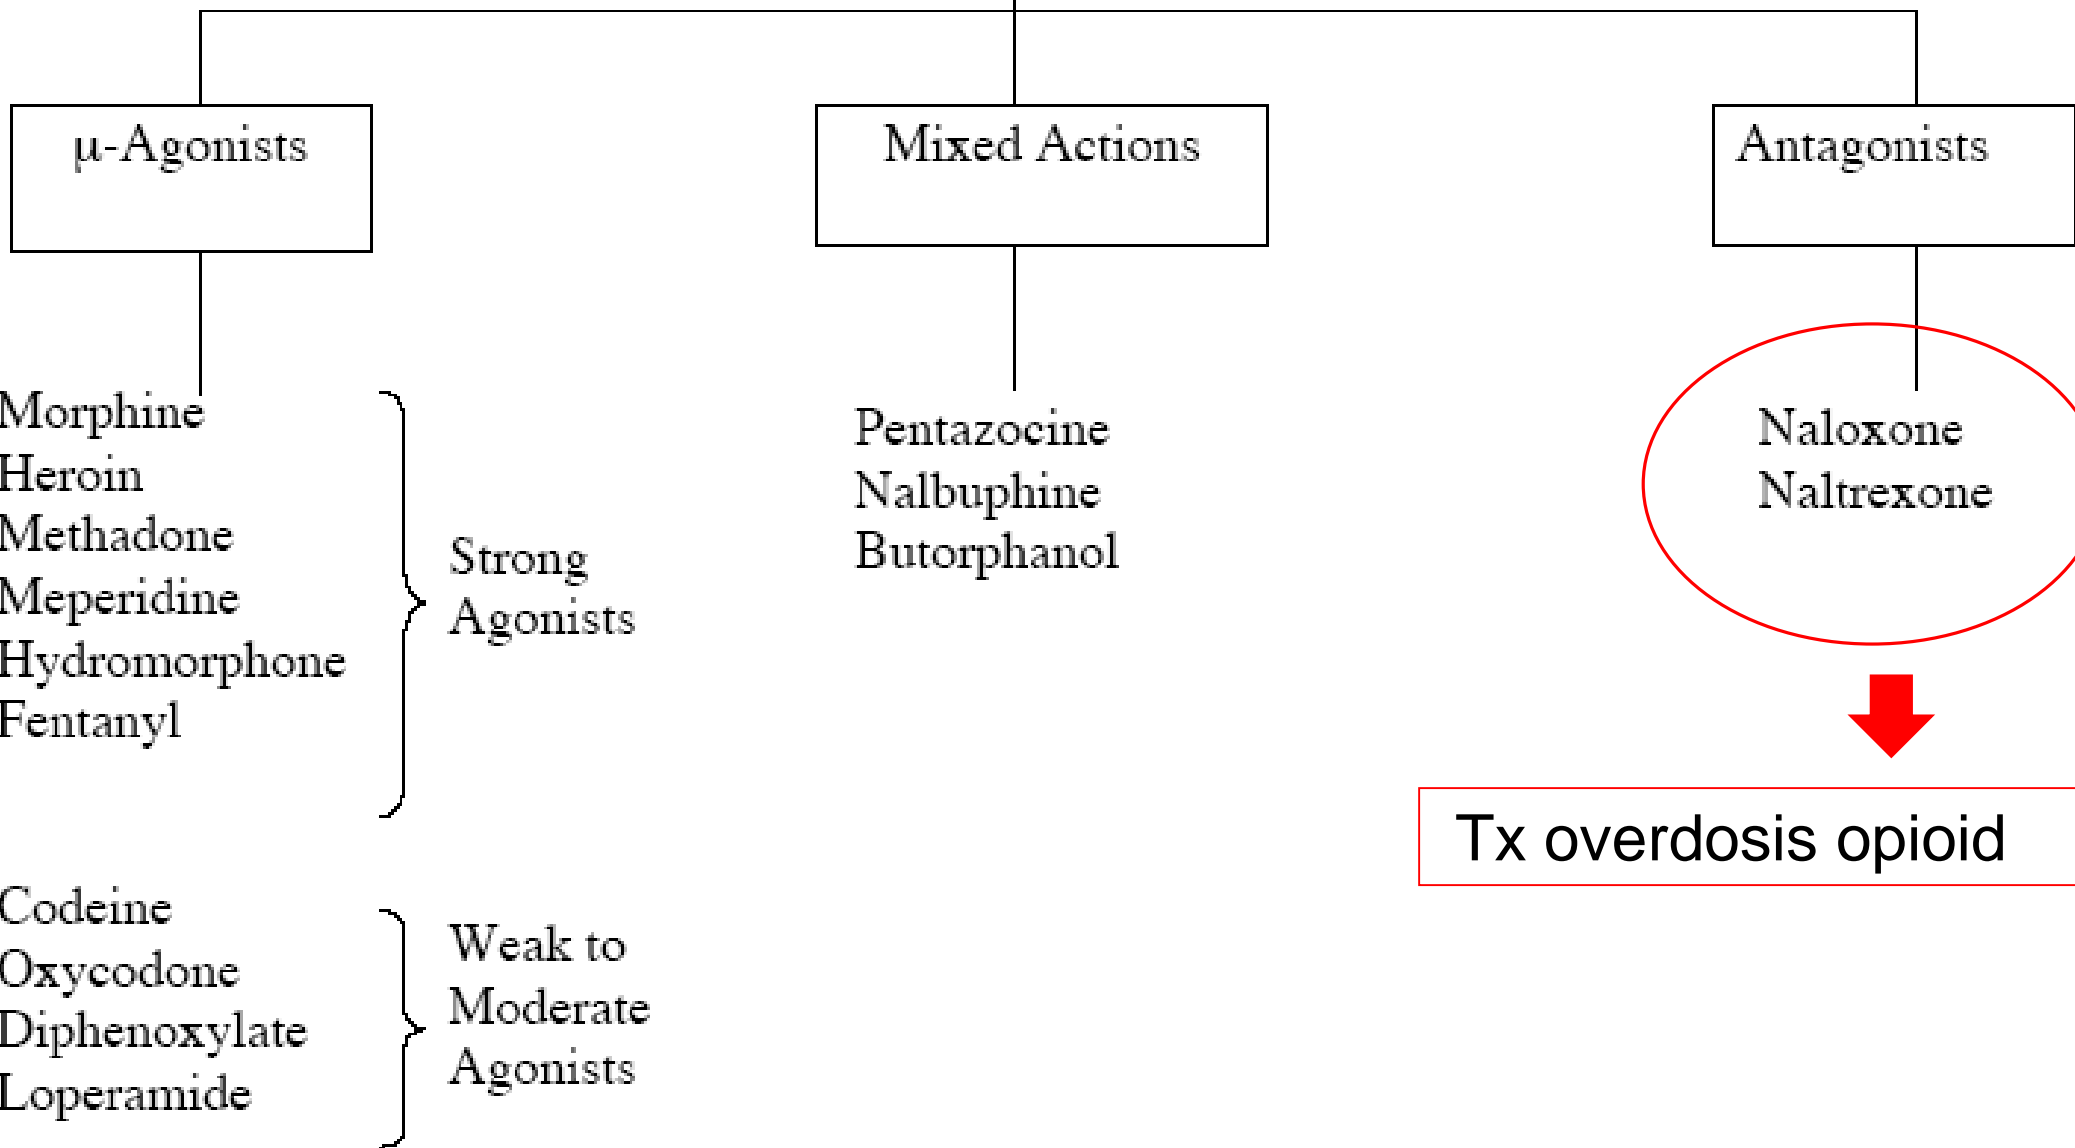 μ-Agonists
Mixed Actions
Antagonists
Morphine
Heroin
Methadone
Meperidine
Hydromorphone
Fentanyl
Strong
Agonists
Codeine
Oxycodone
Diphenoxylate
Loperamide
Weak to
Moderate
Agonists
Pentazocine
Nalbuphine
Butorphanol
Naloxone
Naltrexone
Tx overdosis opioid